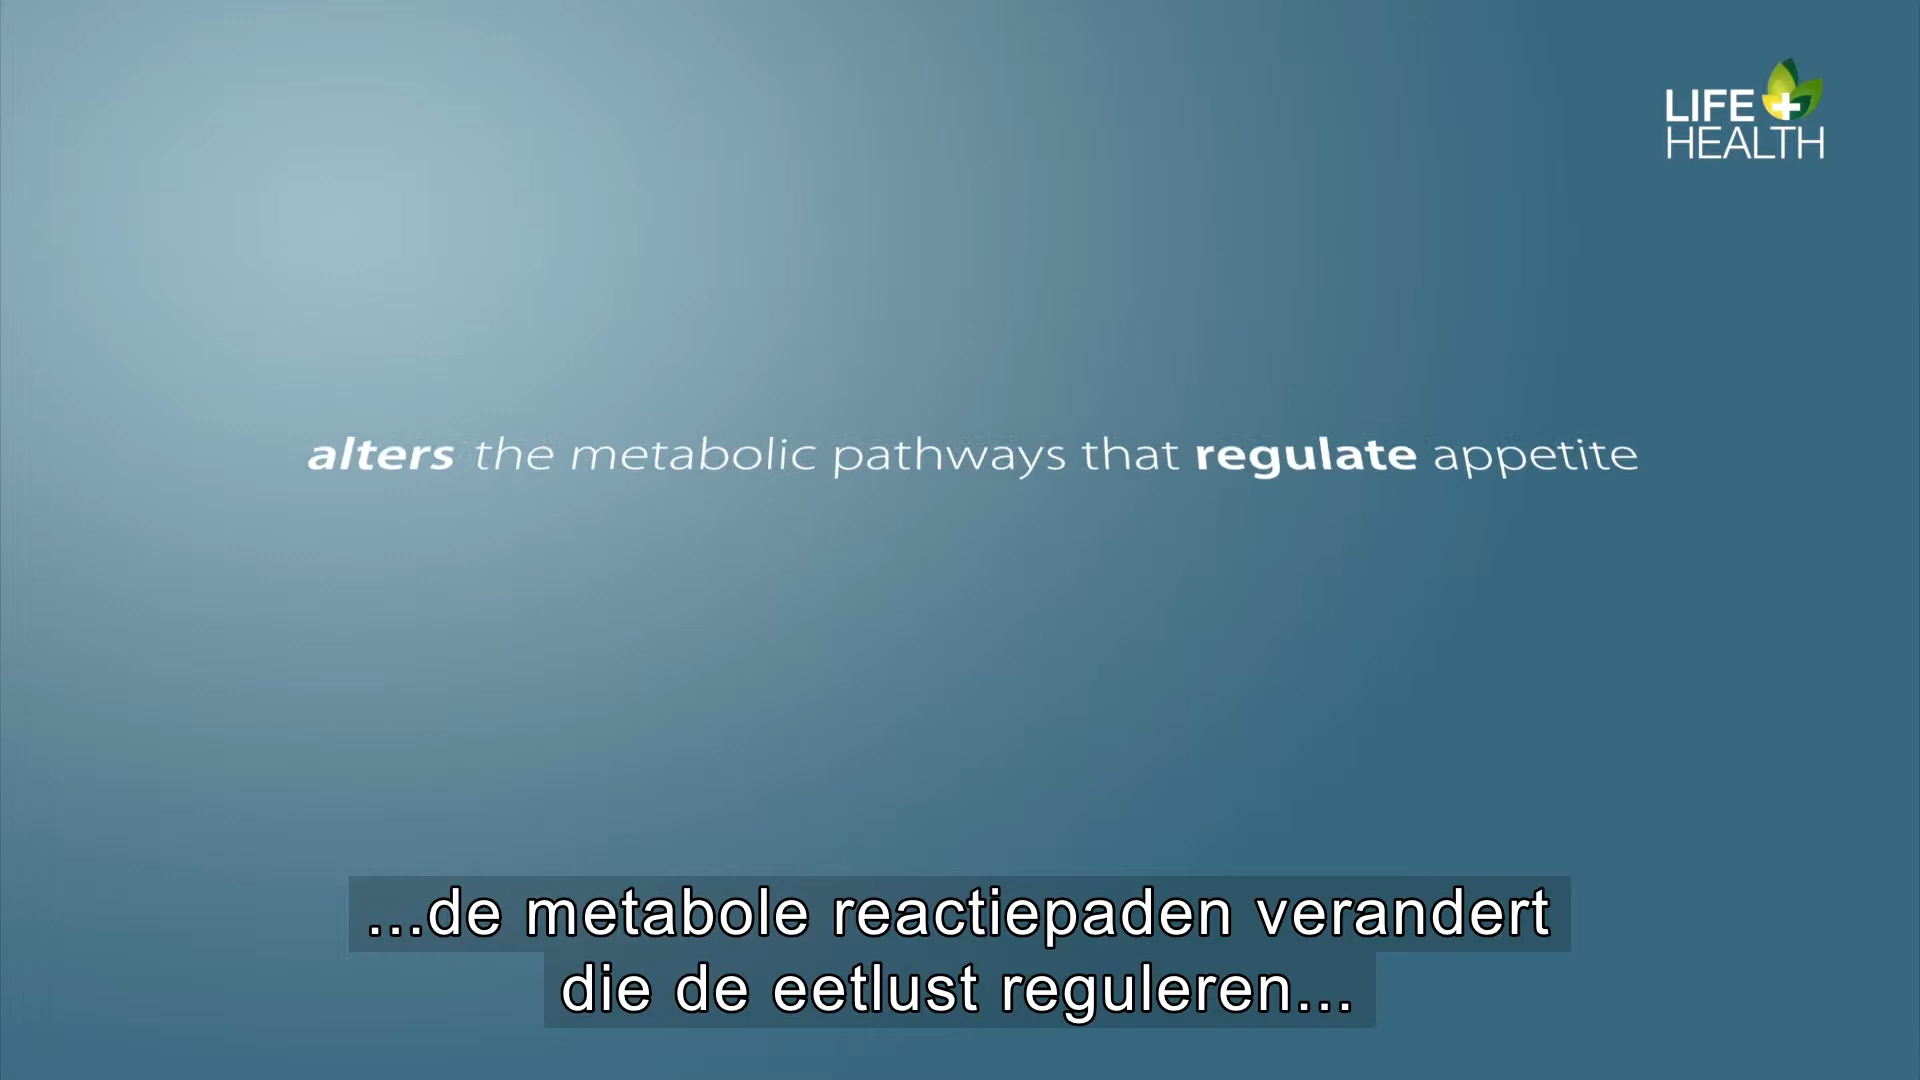 LIFE
HEALTH
alters the metabolic pathways that regulate appetite
...de metabole reactiepaden verandert
die de eetlust reguleren...